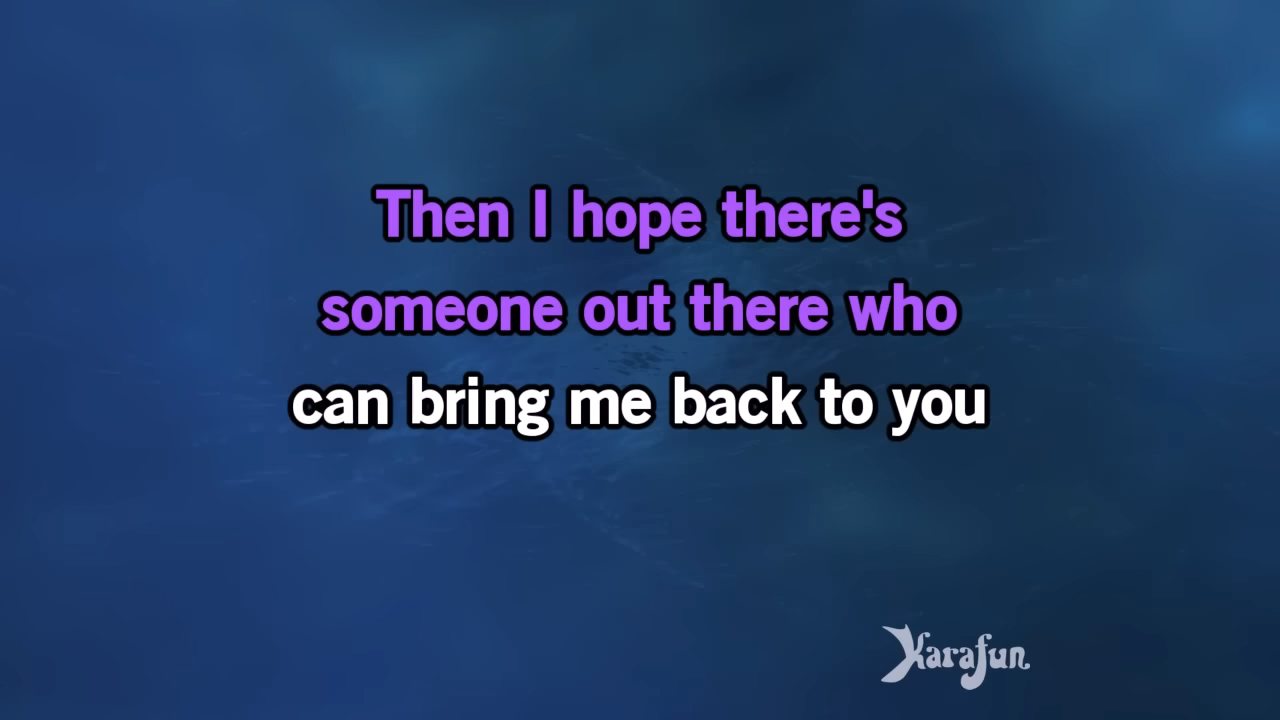 Then I hope there's
someone out there who
can bring me back to you
Karafun